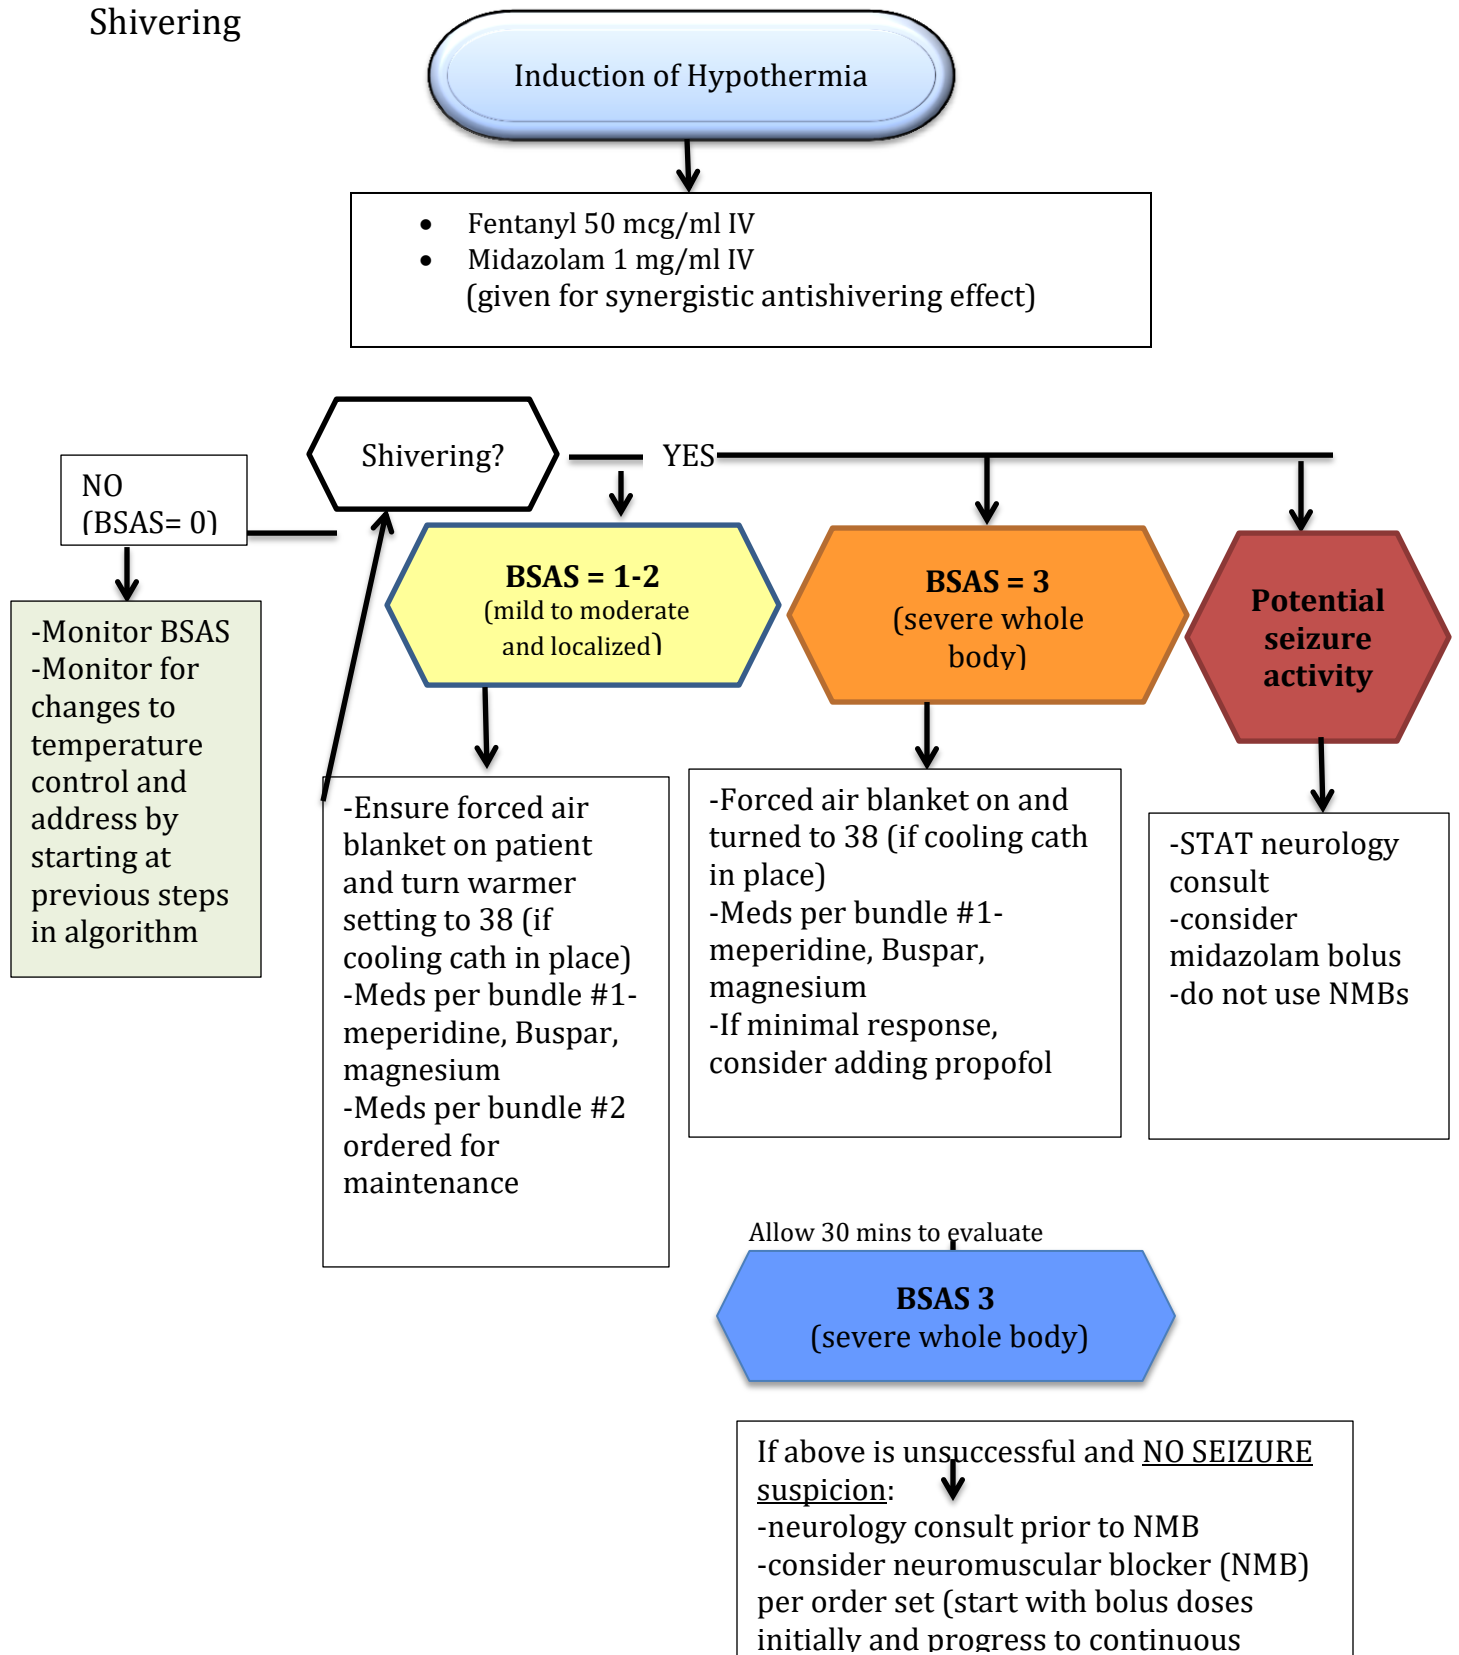 Shivering
Induction of Hypothermia
• Fentanyl 50 mcg/ml IV
• Midazolam 1 mg/ml IV
(given for synergistic antishivering effect)
Shivering?
YES
NO
(BSAS= 0)
-Monitor BSAS
-Monitor for
changes to
temperature
control and
address by
starting at
previous steps
in algorithm
BSAS = 1-2
(mild to moderate
and localized)
-Ensure forced air
blanket on patient
and turn warmer
setting to 38 (if
cooling cath in place)
-Meds per bundle #1-
meperidine, Buspar,
magnesium
-Meds per bundle #2
ordered for
maintenance
BSAS = 3
(severe whole
body)
-Forced air blanket on and
turned to 38 (if cooling cath
in place)
-Meds per bundle #1-
meperidine, Buspar,
magnesium
-If minimal response,
consider adding propofol
Potential
seizure
activity
-STAT neurology
consult
-consider
midazolam bolus
-do not use NMBs
Allow 30 mins to evaluate
BSAS 3
(severe whole body)
If above is unsuccessful and NO SEIZURE
suspicion:
-neurology consult prior to NMB
-consider neuromuscular blocker (NMB)
per order set (start with bolus doses
initially and progress to continuous